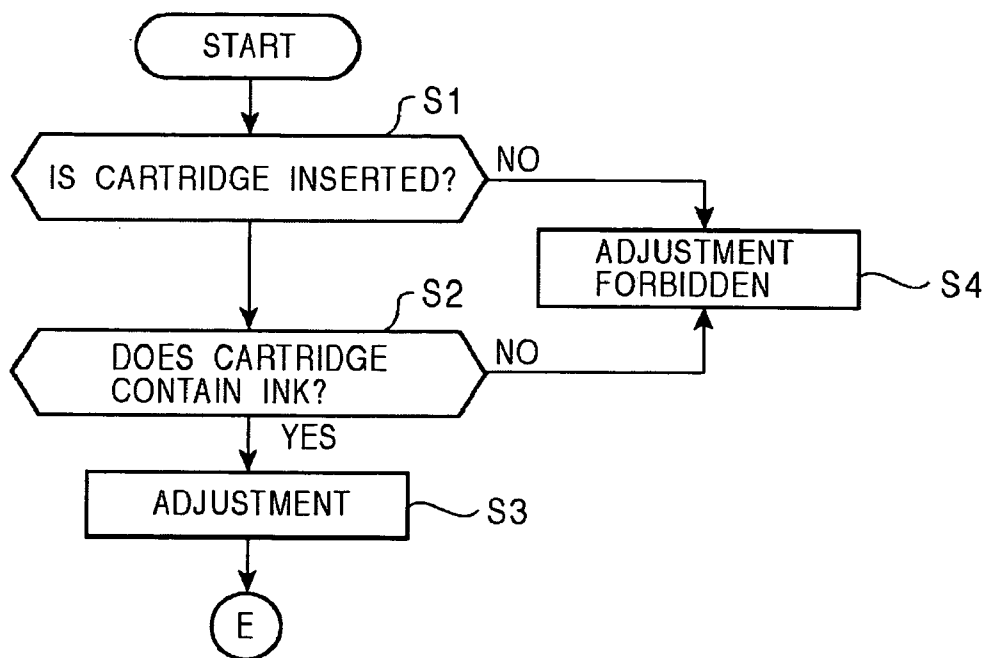 START
S1
IS CARTRIDGE INSERTED?
NO
ADJUSTMENT
FORBIDDEN
S4
S2
DOES CARTRIDGE
CONTAIN INK?
NO
YES
ADJUSTMENT
S3
E